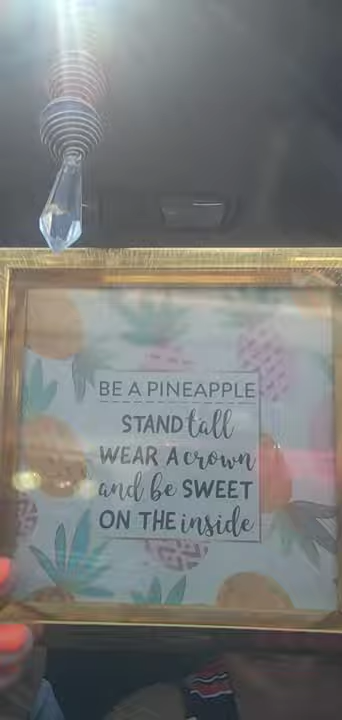 BE A PINEAPPLE
STAND tall
WEAR A crown
and be SWEET
ON THE inside